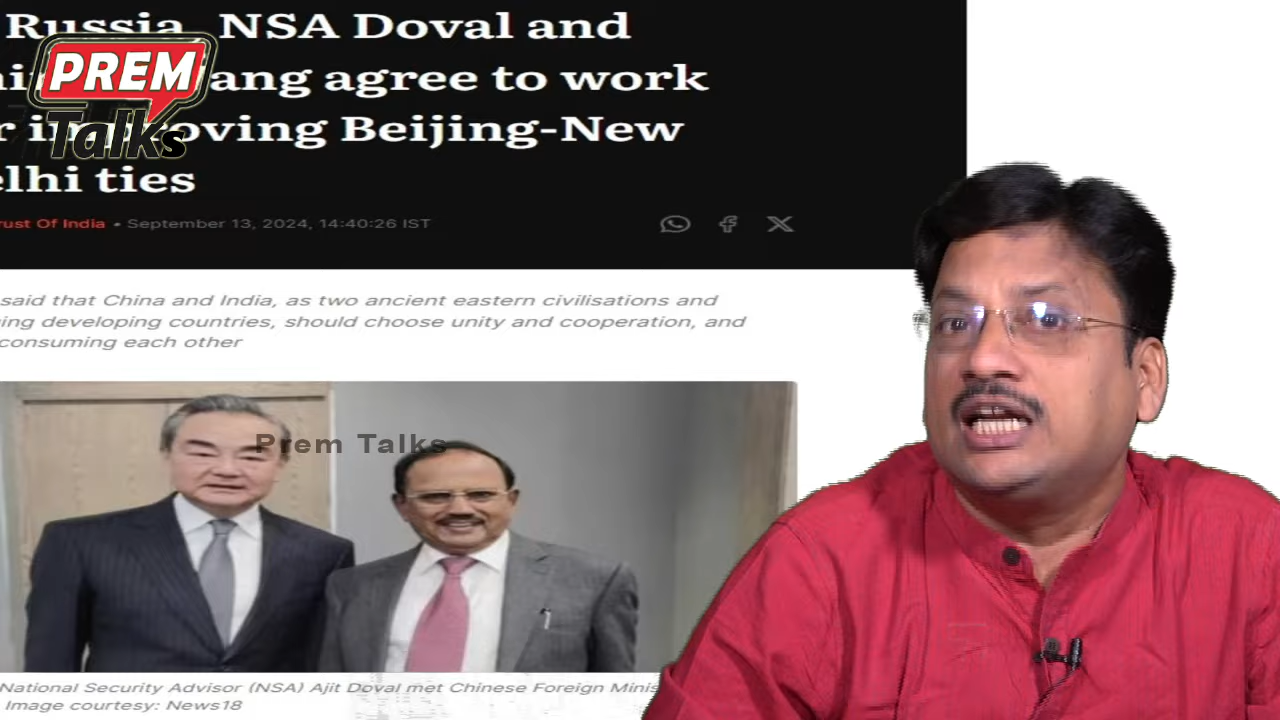 Russia, NSA Doval and
PREM
Talks
ang agree to work
r improving Beijing-New
elhi ties
rust Of India • September 13, 2024, 14:40:26 IST
said that China and India, as two ancient eastern civilisations and
ing developing countries, should choose unity and cooperation, and
consuming each other
Prem Talks
National Security Advisor (NSA) Ajit Doval met Chinese Foreign Minis
Image courtesy: News18